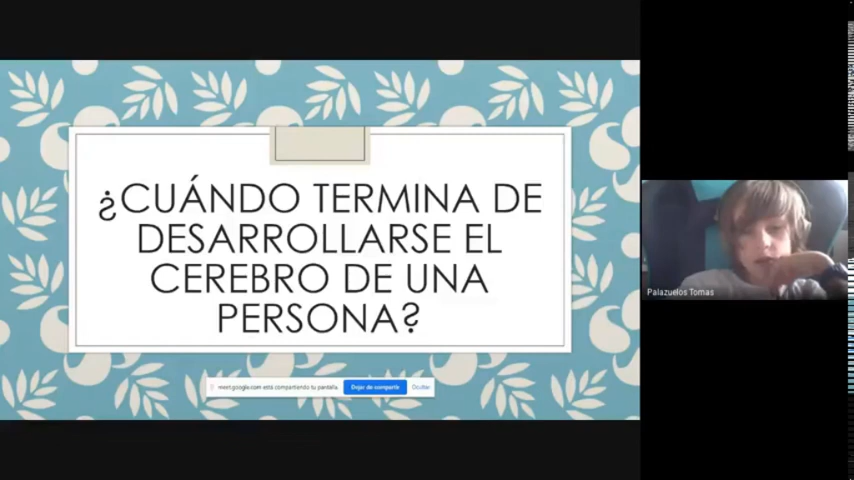 ¿CUÁNDO TERMINA DE
DESARROLLARSE EL
CEREBRO DE UNA
PERSONA?
meet.google.com está compartiendo tu pantalla.
Dejar de compartir
Ocultar
Palazuelos Tomas